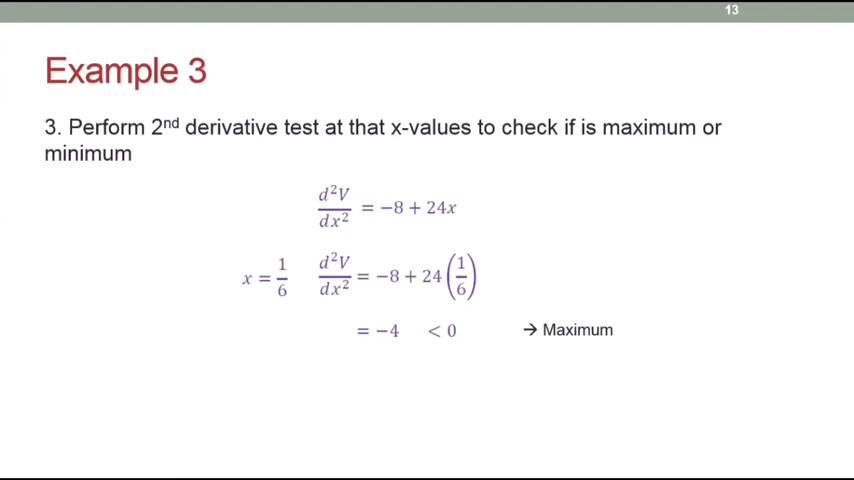 13
Example 3
3. Perform 2nd derivative test at that x-values to check if is maximum or
minimum
d²V/dx² = −8 + 24x
x = 1/6 d²V/dx² = −8 + 24(1/6)
= −4 < 0 → Maximum